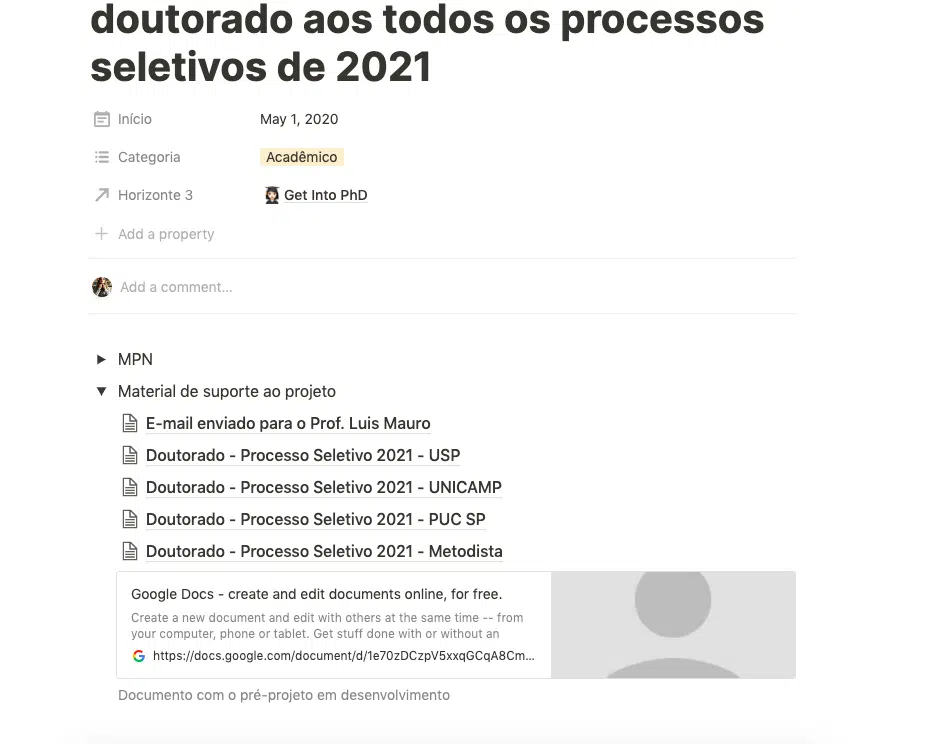 doutorado aos todos os processos
seletivos de 2021
Início May 1, 2020
Categoria Acadêmico
Horizonte 3 Get Into PhD
Add a property
Add a comment...
MPN
Material de suporte ao projeto
E-mail enviado para o Prof. Luis Mauro
Doutorado - Processo Seletivo 2021 - USP
Doutorado - Processo Seletivo 2021 - UNICAMP
Doutorado - Processo Seletivo 2021 - PUC SP
Doutorado - Processo Seletivo 2021 - Metodista
Google Docs - create and edit documents online, for free.
Create a new document and edit with others at the same time -- from
your computer, phone or tablet. Get stuff done with or without an
https://docs.google.com/document/d/1e70zDCzpV5xxqGCqA8Cm...
Documento com o pré-projeto em desenvolvimento